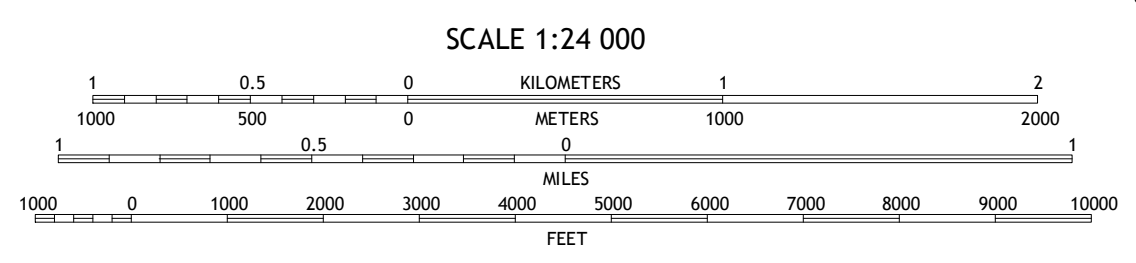 SCALE 1:24 000
1 0.5 0 KILOMETERS 1 2
1000 500 0 METERS 1000 2000
1 0.5 0 1
MILES
1000 0 1000 2000 3000 4000 5000 6000 7000 8000 9000 10000
FEET